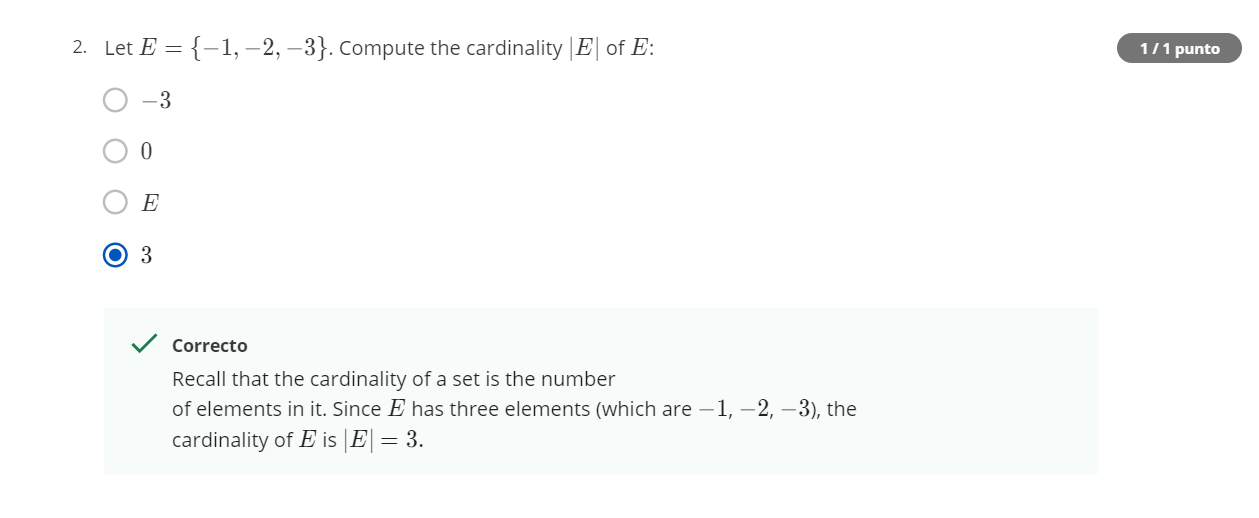 2. Let E = {−1, −2, −3}. Compute the cardinality |E| of E:
1 / 1 punto
−3
0
E
3
Correcto
Recall that the cardinality of a set is the number
of elements in it. Since E has three elements (which are −1, −2, −3), the
cardinality of E is |E| = 3.